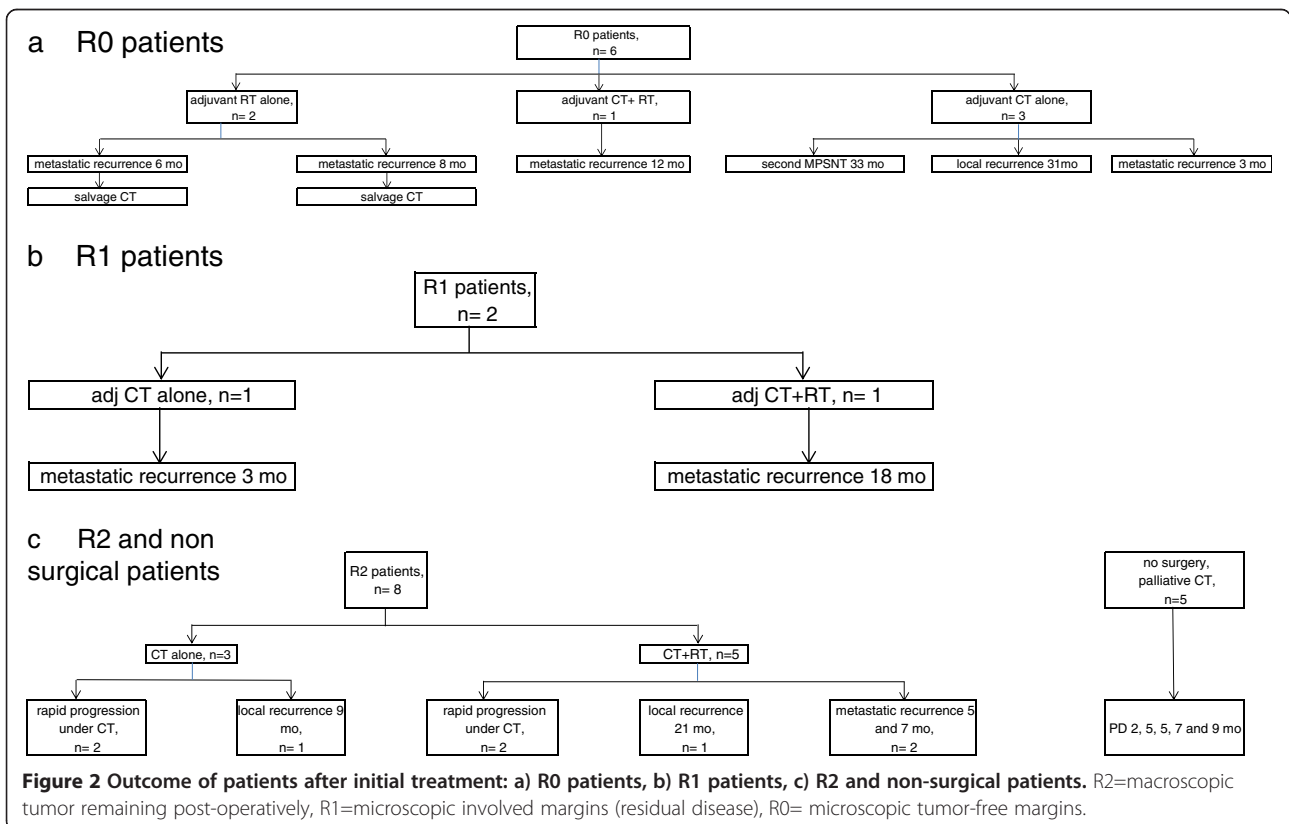 a R0 patients
R0 patients,
n= 6
adjuvant RT alone,
n= 2
adjuvant CT+ RT,
n= 1
adjuvant CT alone,
n= 3
metastatic recurrence 6 mo
metastatic recurrence 8 mo
metastatic recurrence 12 mo
second MPSNT 33 mo
local recurrence 31mo
metastatic recurrence 3 mo
salvage CT
salvage CT
b R1 patients
R1 patients,
n= 2
adj CT alone, n=1
adj CT+RT, n= 1
metastatic recurrence 3 mo
metastatic recurrence 18 mo
c R2 and non
surgical patients
R2 patients,
n= 8
no surgery,
palliative CT,
n=5
CT alone, n=3
CT+RT, n=5
rapid progression
under CT,
n= 2
local recurrence 9
mo,
n= 1
rapid progression
under CT,
n= 2
local recurrence
21 mo,
n= 1
metastatic recurrence 5
and 7 mo,
n= 2
PD 2, 5, 5, 7 and 9 mo
Figure 2 Outcome of patients after initial treatment: a) R0 patients, b) R1 patients, c) R2 and non-surgical patients. R2=macroscopic
tumor remaining post-operatively, R1=microscopic involved margins (residual disease), R0= microscopic tumor-free margins.